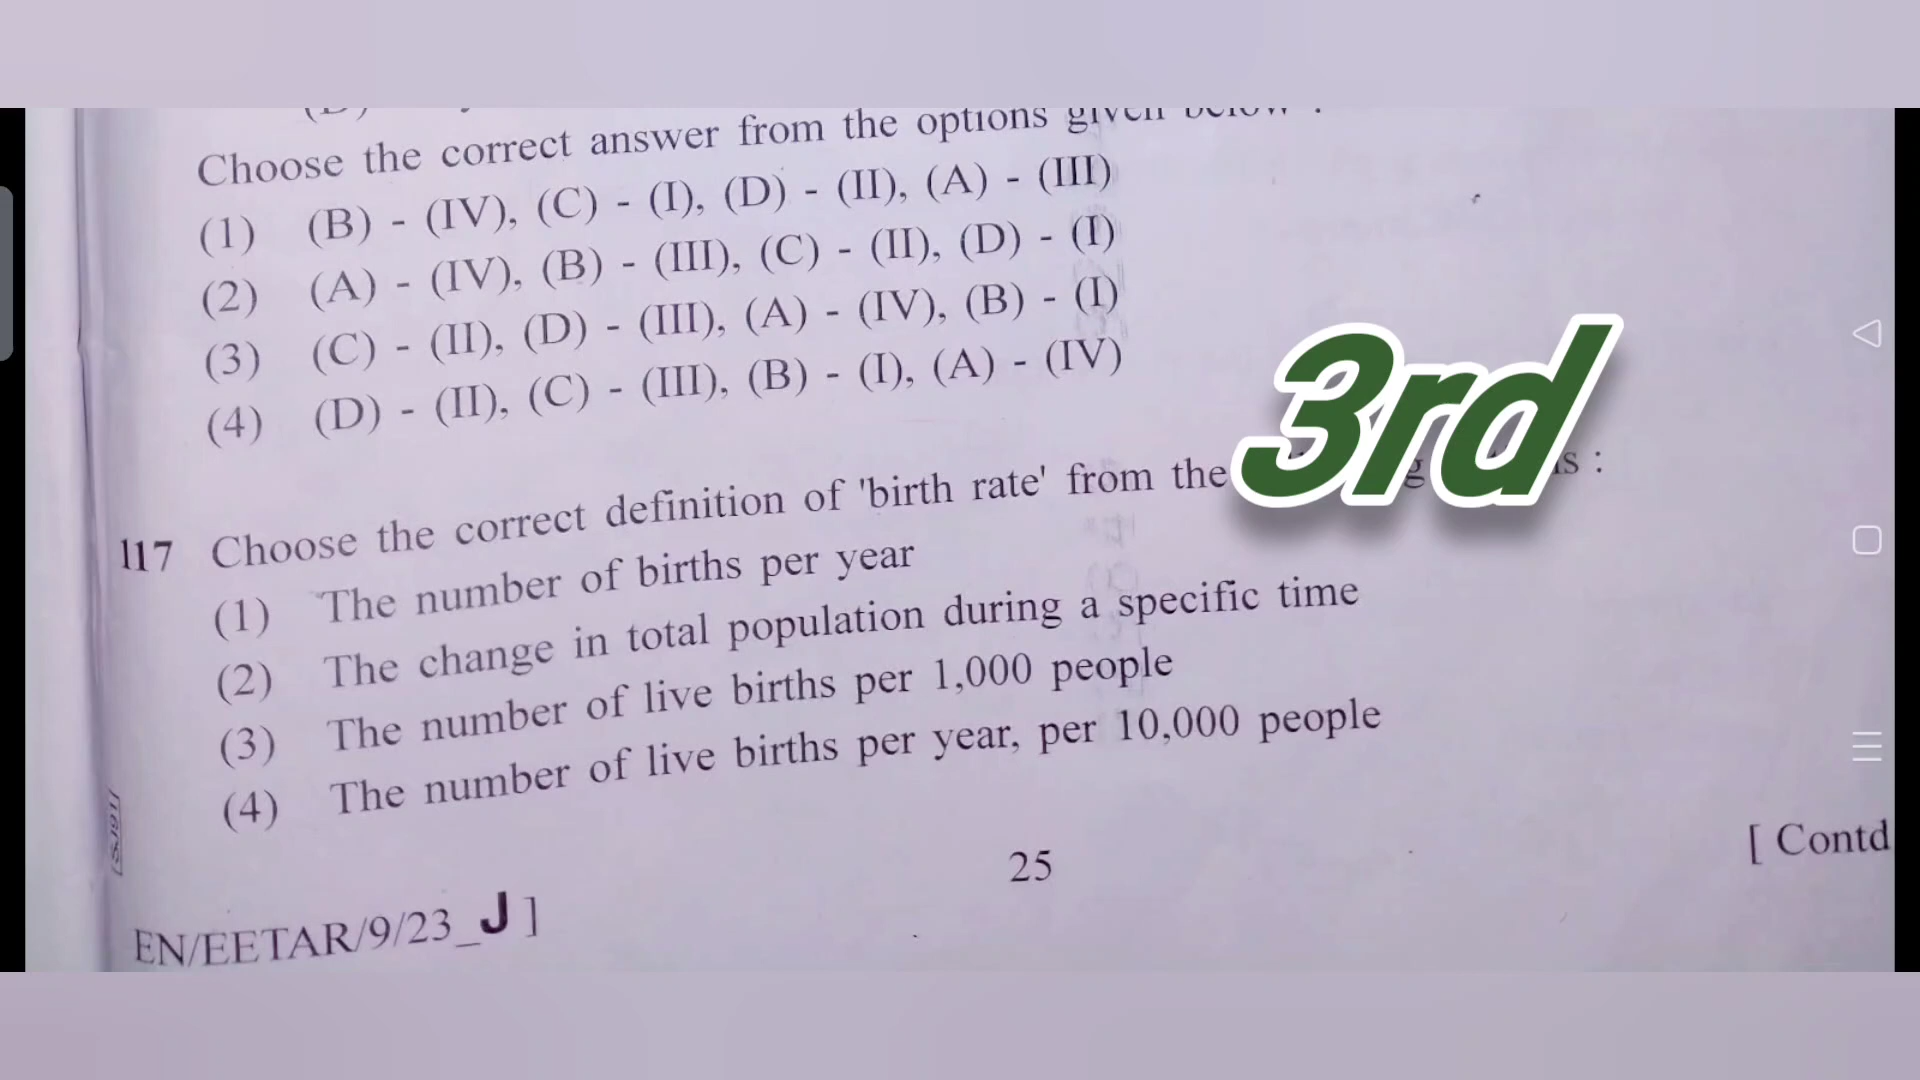 Choose the correct answer from the options given below :
(1) (B) - (IV), (C) - (I), (D) - (II), (A) - (III)
(2) (A) - (IV), (B) - (III), (C) - (II), (D) - (I)
(3) (C) - (II), (D) - (III), (A) - (IV), (B) - (I)
(4) (D) - (II), (C) - (III), (B) - (I), (A) - (IV)
3rd
117 Choose the correct definition of 'birth rate' from the
(1) The number of births per year
(2) The change in total population during a specific time
(3) The number of live births per 1,000 people
(4) The number of live births per year, per 10,000 people
25
[ Contd
EN/EETAR/9/23_J ]